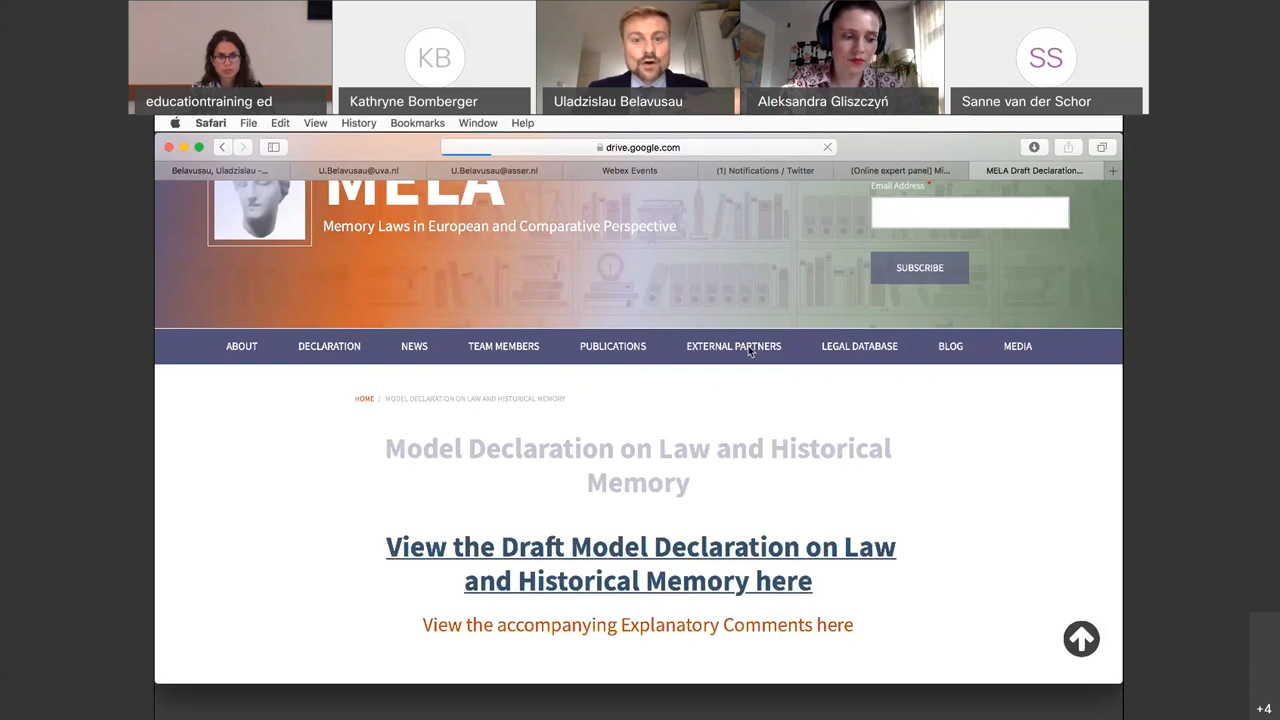 KB
SS
educationtraining ed
Kathryne Bomberger
Uladzislau Belavusau
Aleksandra Gliszczyń
Sanne van der Schor
Safari File Edit View History Bookmarks Window Help
drive.google.com
Belavusau, Uladzislau -...
U.Belavusau@uva.nl
U.Belavusau@asser.nl
Webex Events
(1) Notifications / Twitter
[Online expert panel] Mi...
MELA Draft Declaration...
MELA
Email Address *
Memory Laws in European and Comparative Perspective
SUBSCRIBE
ABOUT DECLARATION NEWS TEAM MEMBERS PUBLICATIONS EXTERNAL PARTNERS LEGAL DATABASE BLOG MEDIA
HOME / MODEL DECLARATION ON LAW AND HISTORICAL MEMORY
Model Declaration on Law and Historical
Memory
View the Draft Model Declaration on Law
and Historical Memory here
View the accompanying Explanatory Comments here
+4